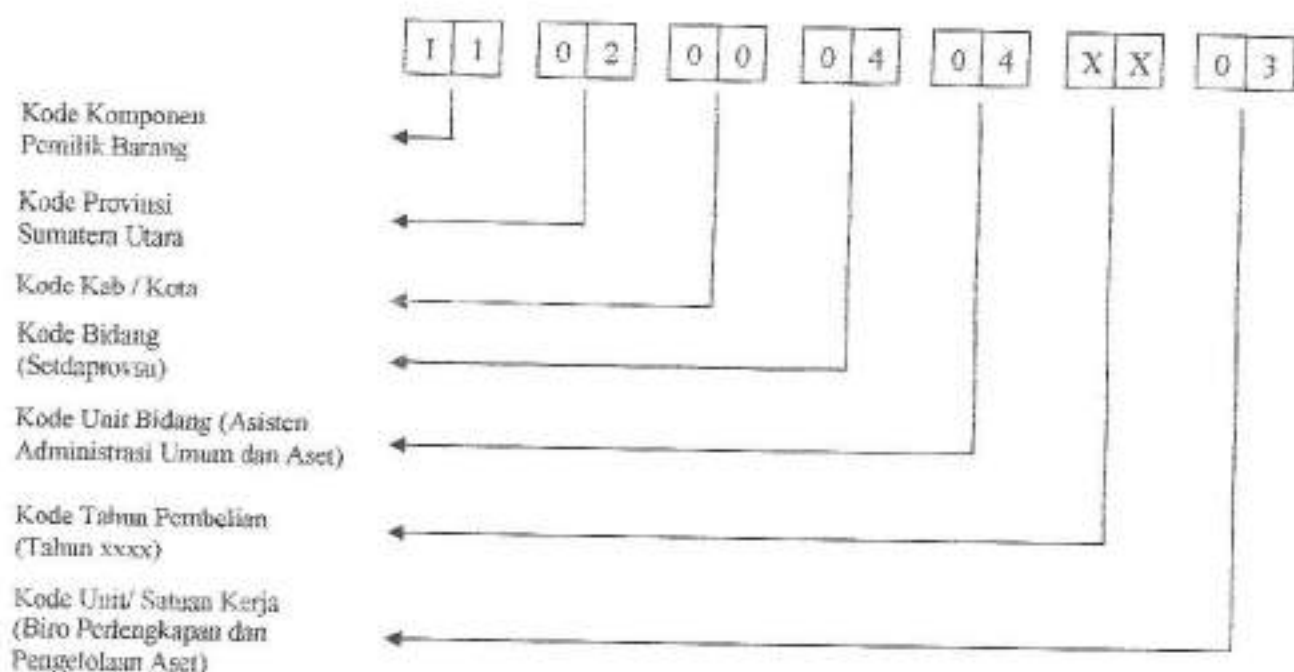 1 1 0 2 0 0 0 4 0 4 X X 0 3
Kode Komponen
Pemilik Barang
Kode Provinsi
Sumatera Utara
Kode Kab / Kota
Kode Bidang
(Setdaprovsu)
Kode Unit Bidang (Asisten
Administrasi Umum dan Aset)
Kode Tahun Pembelian
(Tahun xxxx)
Kode Unit/ Satuan Kerja
(Biro Perlengkapan dan
Pengelolaan Aset)